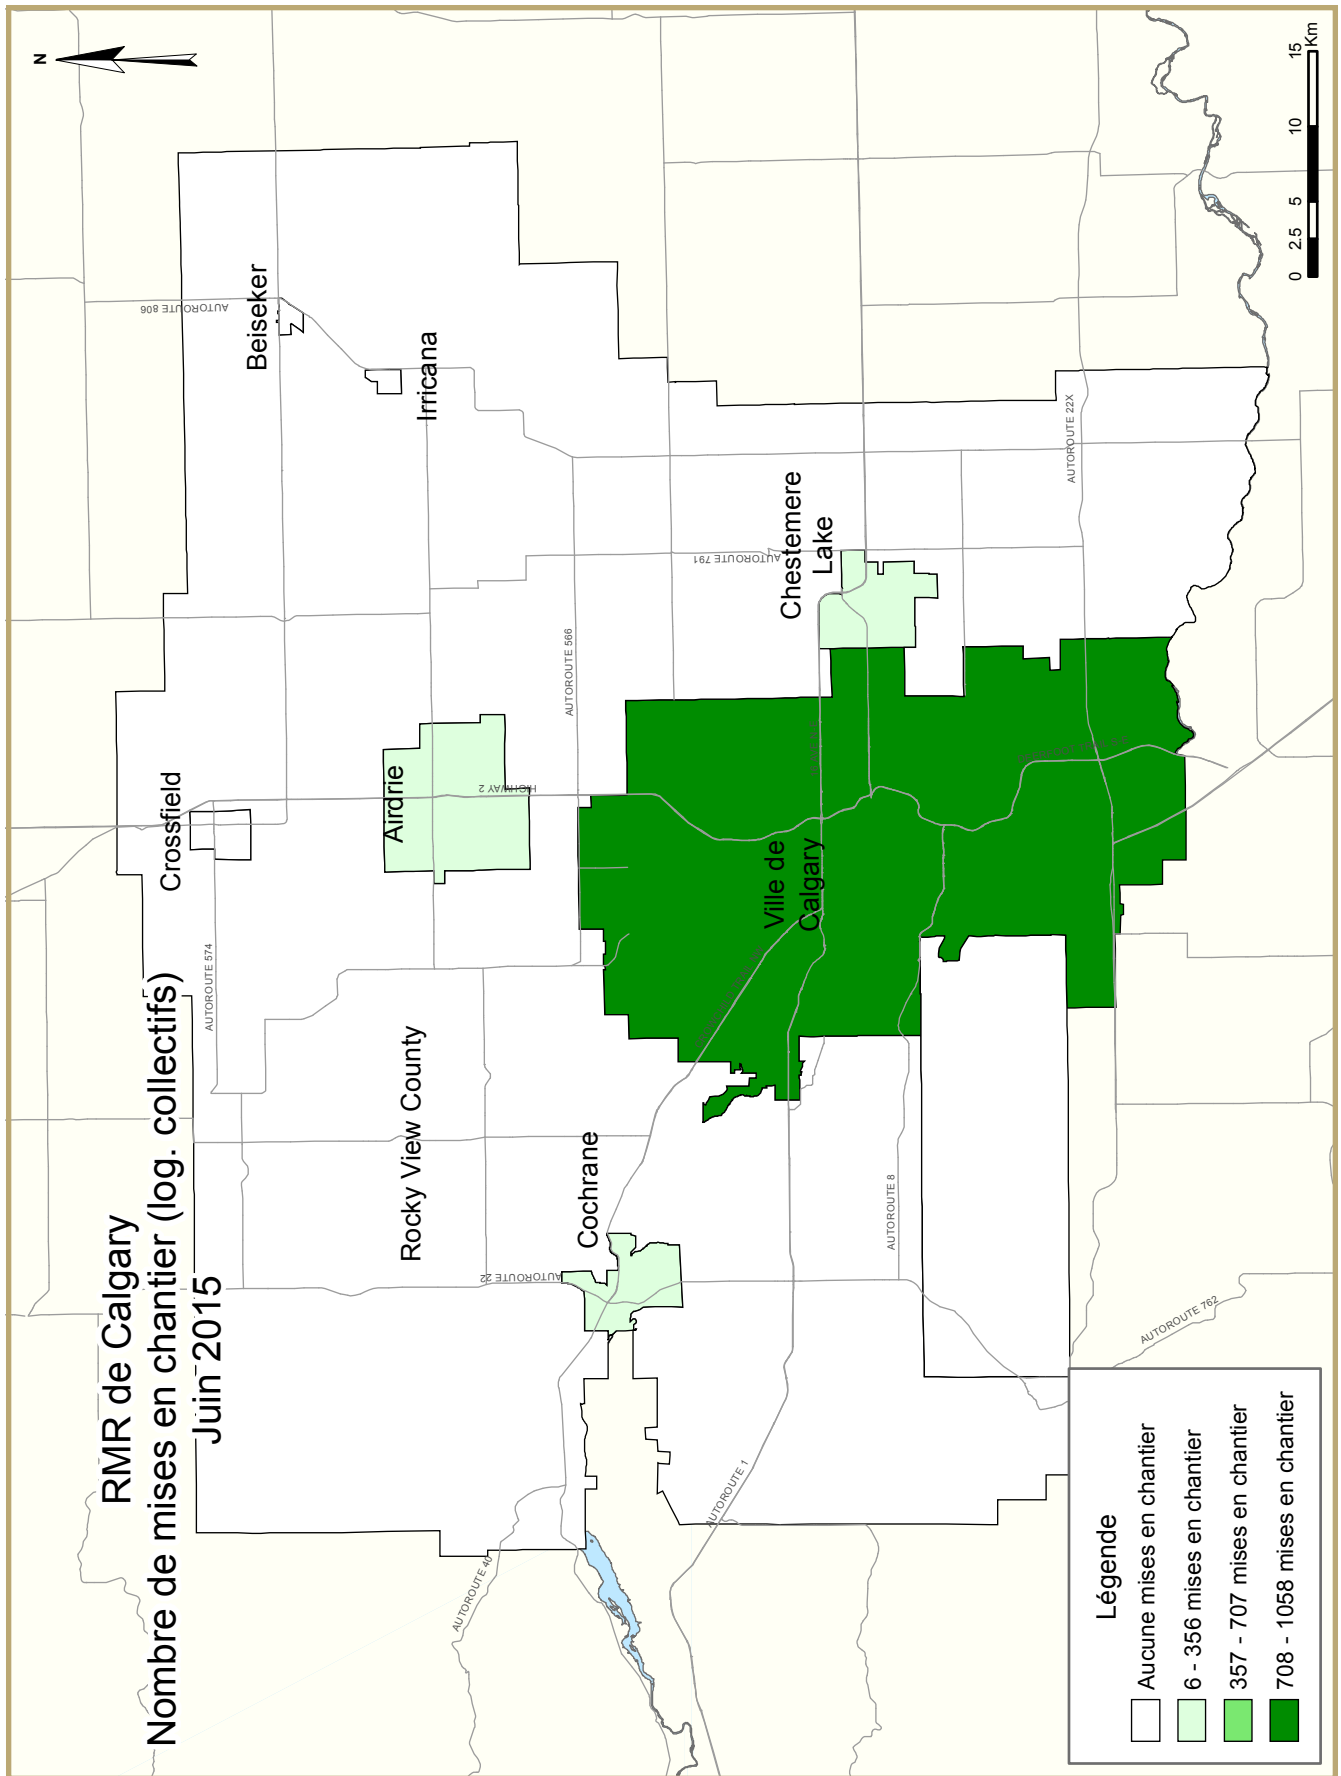 RMR de Calgary
Nombre de mises en chantier (log. collectifs)
Juin 2015
N
Crossfield
Beiseker
Irricana
Airdrie
Rocky View County
Cochrane
Chestemere
Lake
Ville de
Calgary
AUTOROUTE 574
AUTOROUTE 806
AUTOROUTE 566
HIGHWAY 2
AUTOROUTE 791
AUTOROUTE 22
AUTOROUTE 40
AUTOROUTE 1
AUTOROUTE 8
AUTOROUTE 22X
AUTOROUTE 762
Légende
Aucune mises en chantier
6 - 356 mises en chantier
357 - 707 mises en chantier
708 - 1058 mises en chantier
0 2.5 5 10 15
Km